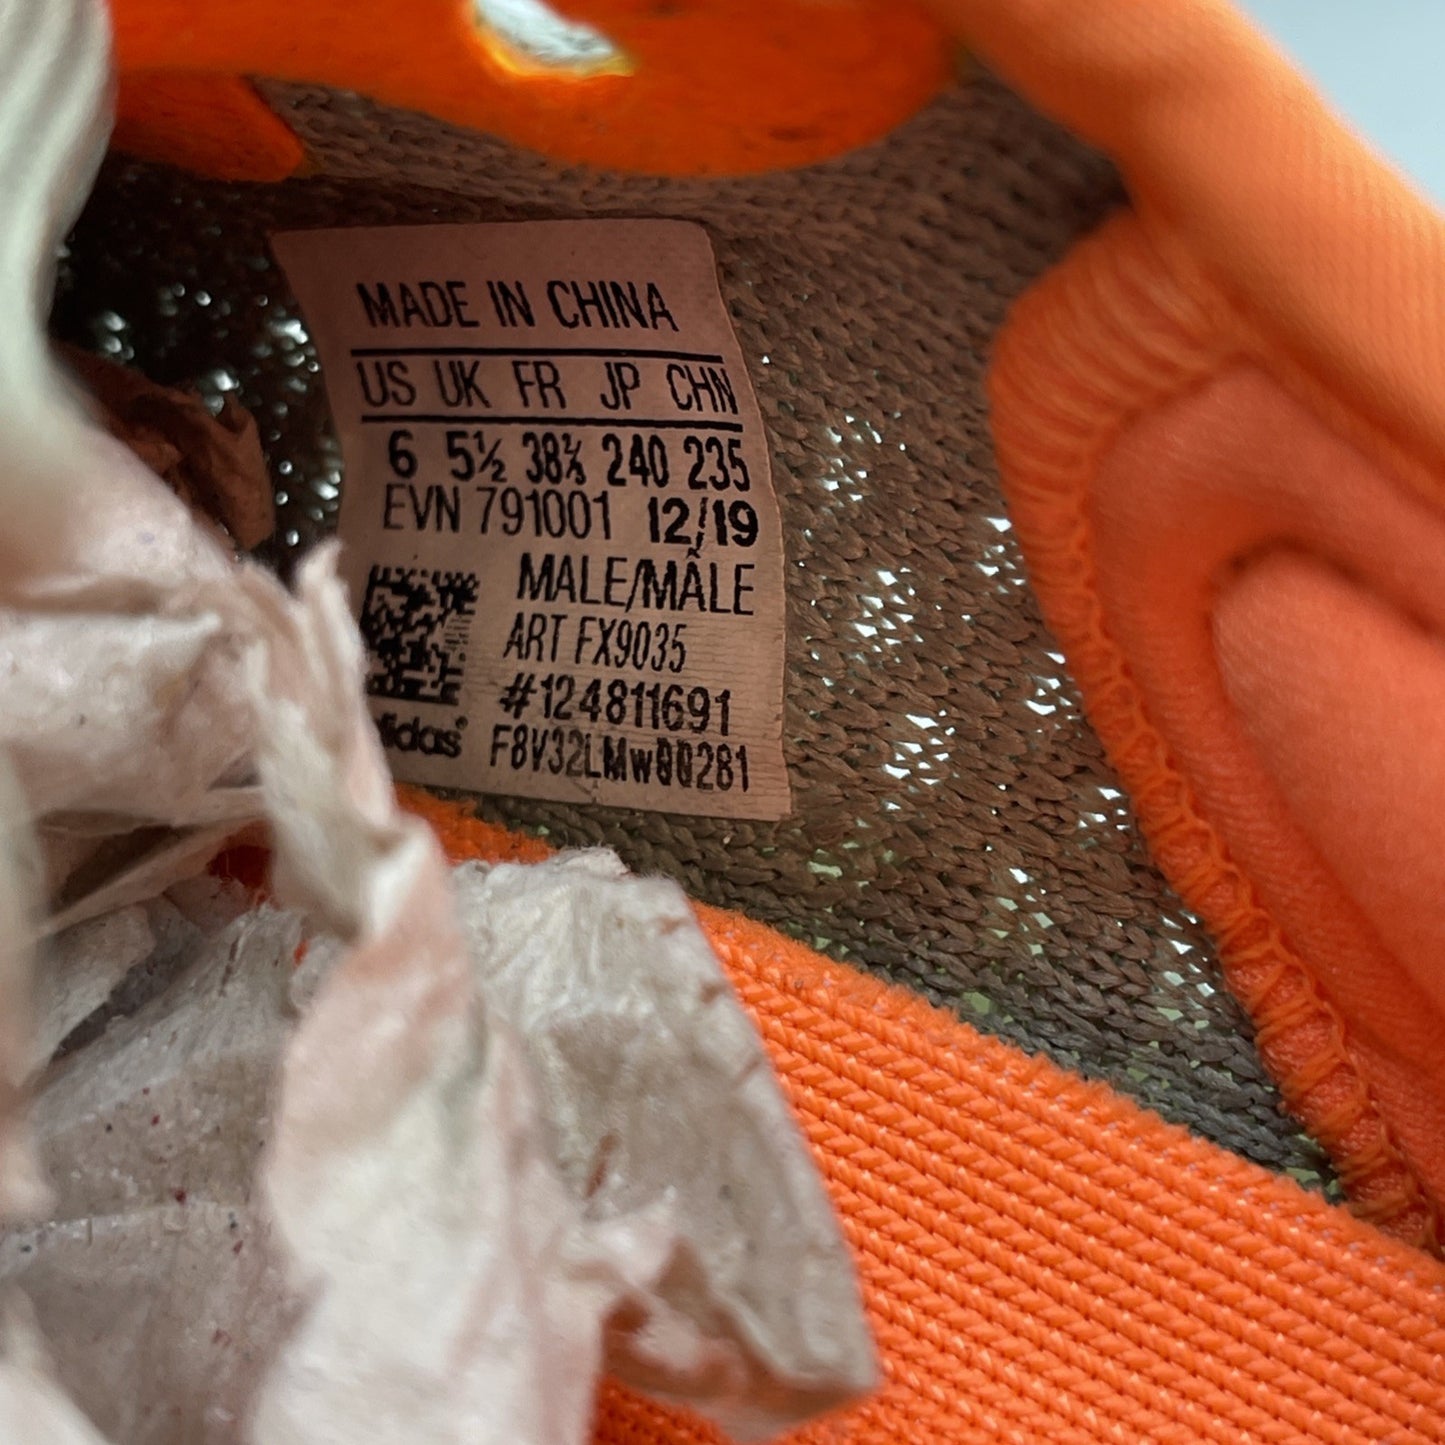 MADE IN CHINA
US UK FR JP CHN
6 5½ 38⅔ 240 235
EVN 791001 12/19
MALE/MÂLE
ART FX9035
#124811691
adidas® F8V32LMW00281